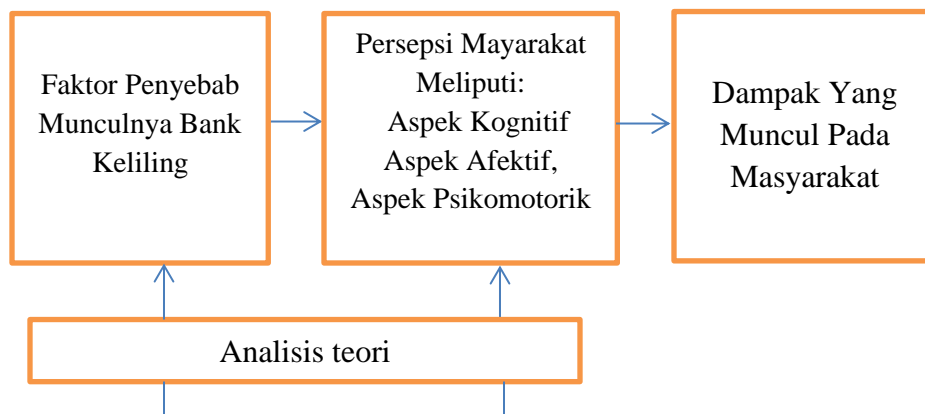 Faktor Penyebab
Munculnya Bank
Keliling
Persepsi Mayarakat
Meliputi:
Aspek Kognitif
Aspek Afektif,
Aspek Psikomotorik
Dampak Yang
Muncul Pada
Masyarakat
Analisis teori